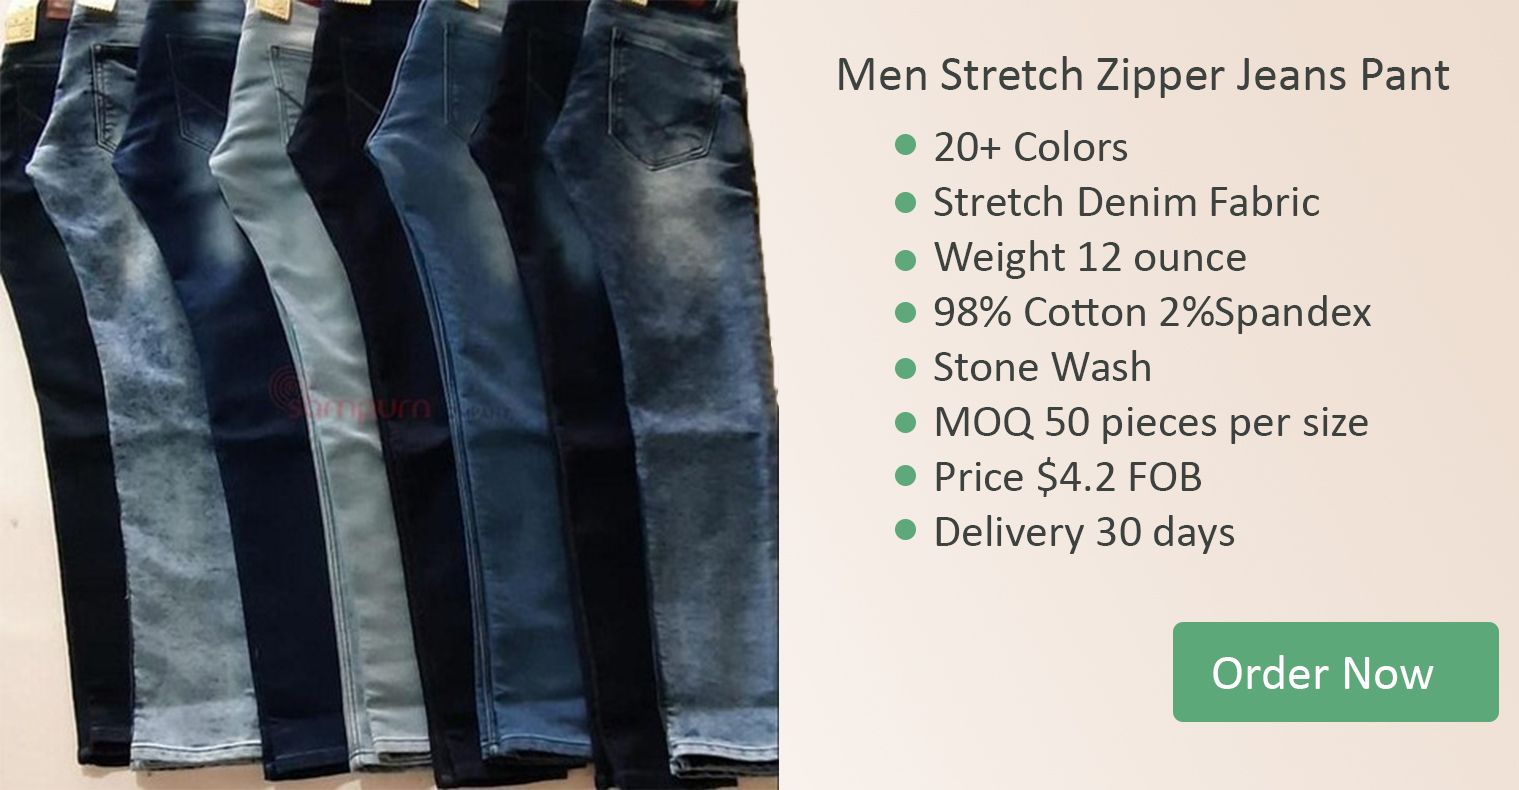 Men Stretch Zipper Jeans Pant
20+ Colors
Stretch Denim Fabric
Weight 12 ounce
98% Cotton 2%Spandex
Stone Wash
MOQ 50 pieces per size
Price $4.2 FOB
Delivery 30 days
Order Now
sampurn